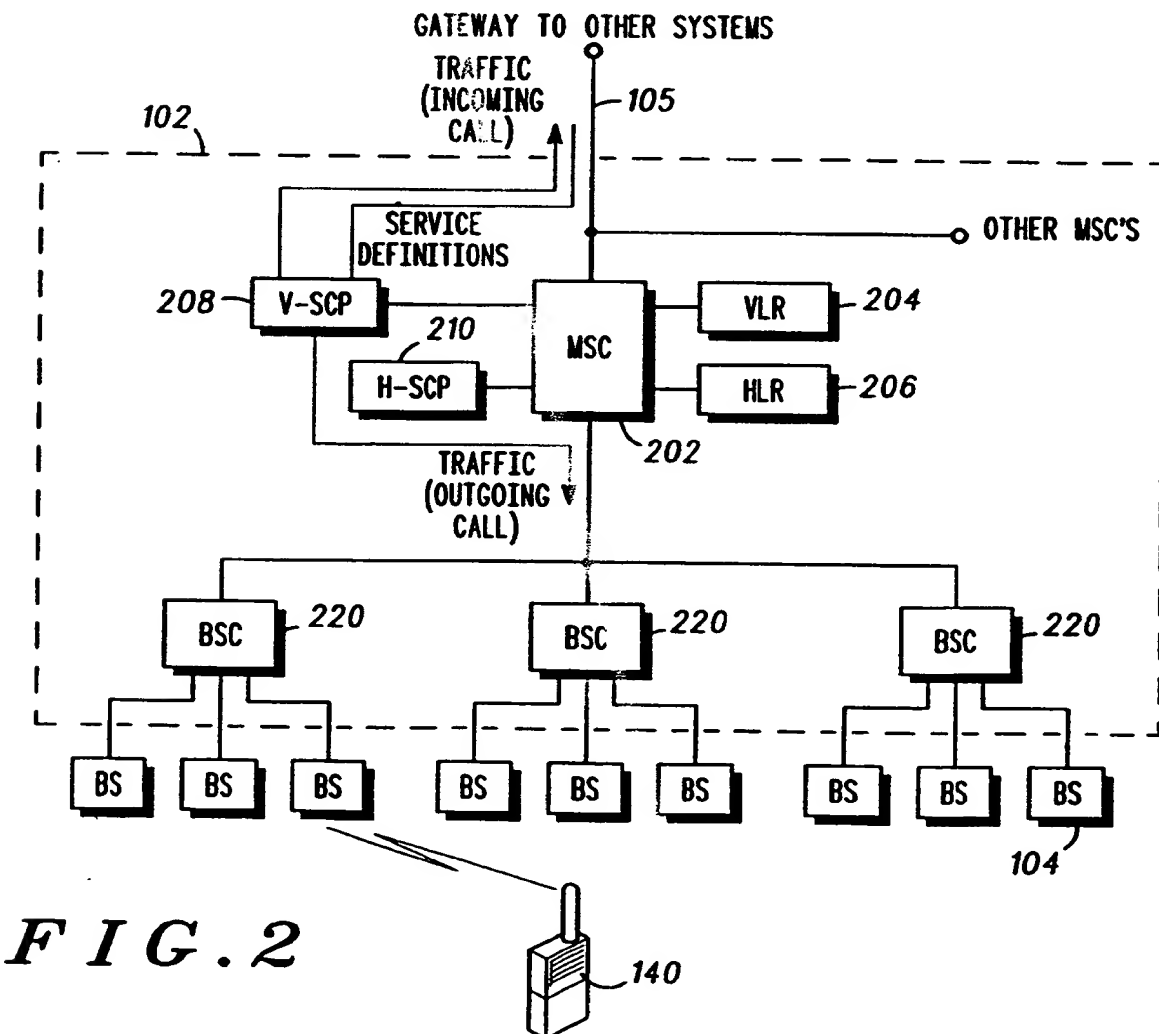 GATEWAY TO OTHER SYSTEMS
TRAFFIC
(INCOMING
CALL)
105
102
SERVICE
DEFINITIONS
OTHER MSC'S
208
V-SCP
VLR
204
210
MSC
H-SCP
HLR
206
202
TRAFFIC
(OUTGOING
CALL)
BSC
220
BSC
220
BSC
220
BS
BS
BS
BS
BS
BS
BS
BS
BS
104
FIG.2
140